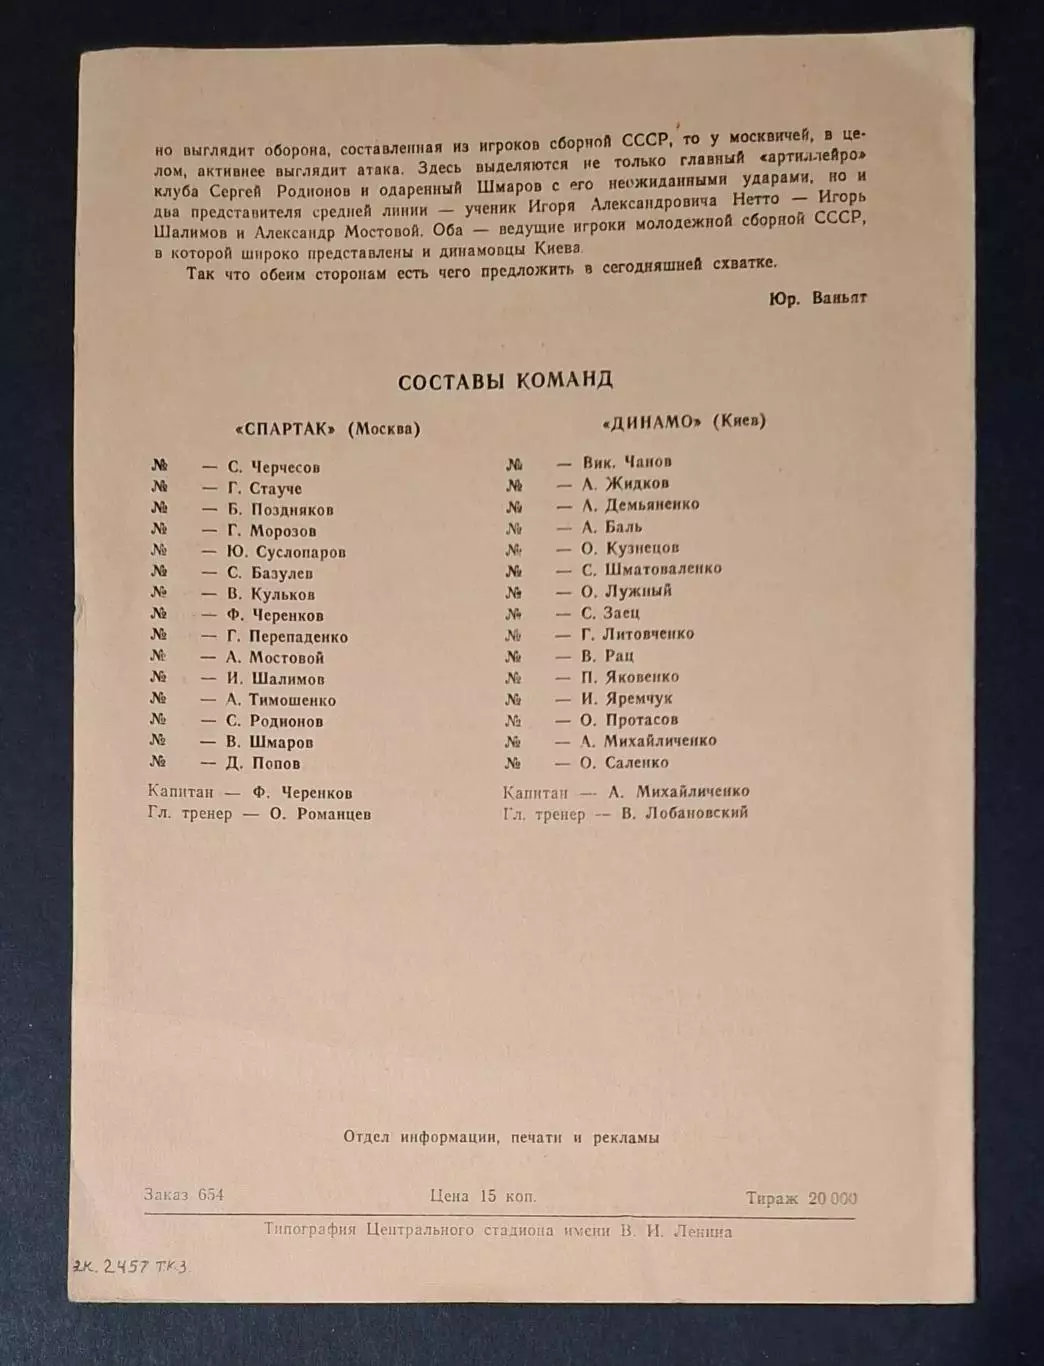 но выглядит оборона, составленная из игроков сборной СССР, то у москвичей, в це-
лом, активнее выглядит атака. Здесь выделяются не только главный «артиллейро»
клуба Сергей Родионов и одаренный Шмаров с его неожиданными ударами, но и
два представителя средней линии — ученик Игоря Александровича Нетто — Игорь
Шалимов и Александр Мостовой. Оба — ведущие игроки молодежной сборной СССР,
в которой широко представлены и динамовцы Киева.
Так что обеим сторонам есть чего предложить в сегодняшней схватке.
Юр. Ваньят
СОСТАВЫ КОМАНД
«СПАРТАК» (Москва)
№ — С. Черчесов
№ — Г. Стауче
№ — Б. Поздняков
№ — Г. Морозов
№ — Ю. Суслопаров
№ — С. Базулев
№ — В. Кульков
№ — Ф. Черенков
№ — Г. Перепаденко
№ — А. Мостовой
№ — И. Шалимов
№ — А. Тимошенко
№ — С. Родионов
№ — В. Шмаров
№ — Д. Попов
Капитан — Ф. Черенков
Гл. тренер — О. Романцев
«ДИНАМО» (Киев)
№ — Вик. Чанов
№ — А. Жидков
№ — А. Демьяненко
№ — А. Баль
№ — О. Кузнецов
№ — С. Шматоваленко
№ — О. Лужный
№ — С. Заец
№ — Г. Литовченко
№ — В. Рац
№ — П. Яковенко
№ — И. Яремчук
№ — О. Протасов
№ — А. Михайличенко
№ — О. Саленко
Капитан — А. Михайличенко
Гл. тренер — В. Лобановский
Отдел информации, печати и рекламы
Заказ 654 Цена 15 коп. Тираж 20 000
Типография Центрального стадиона имени В. И. Ленина
зк. 2457 тк3